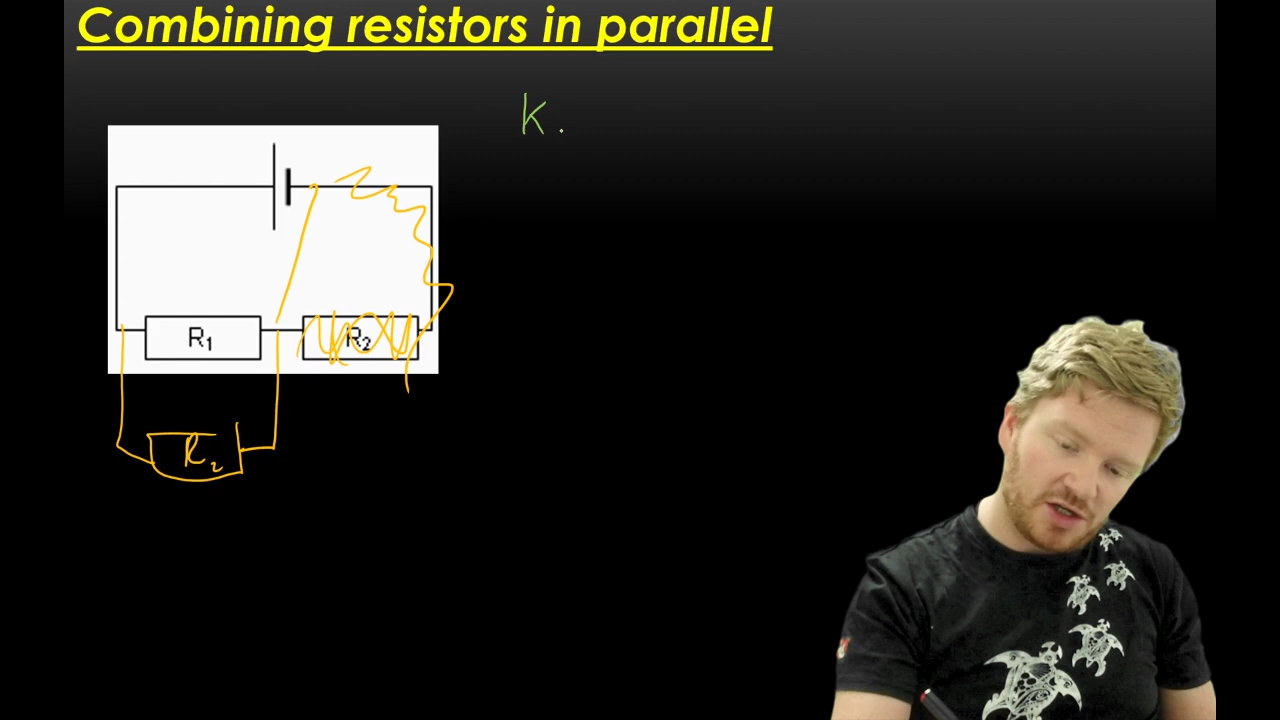 Combining resistors in parallel
K.
R₁
R₂
R₂